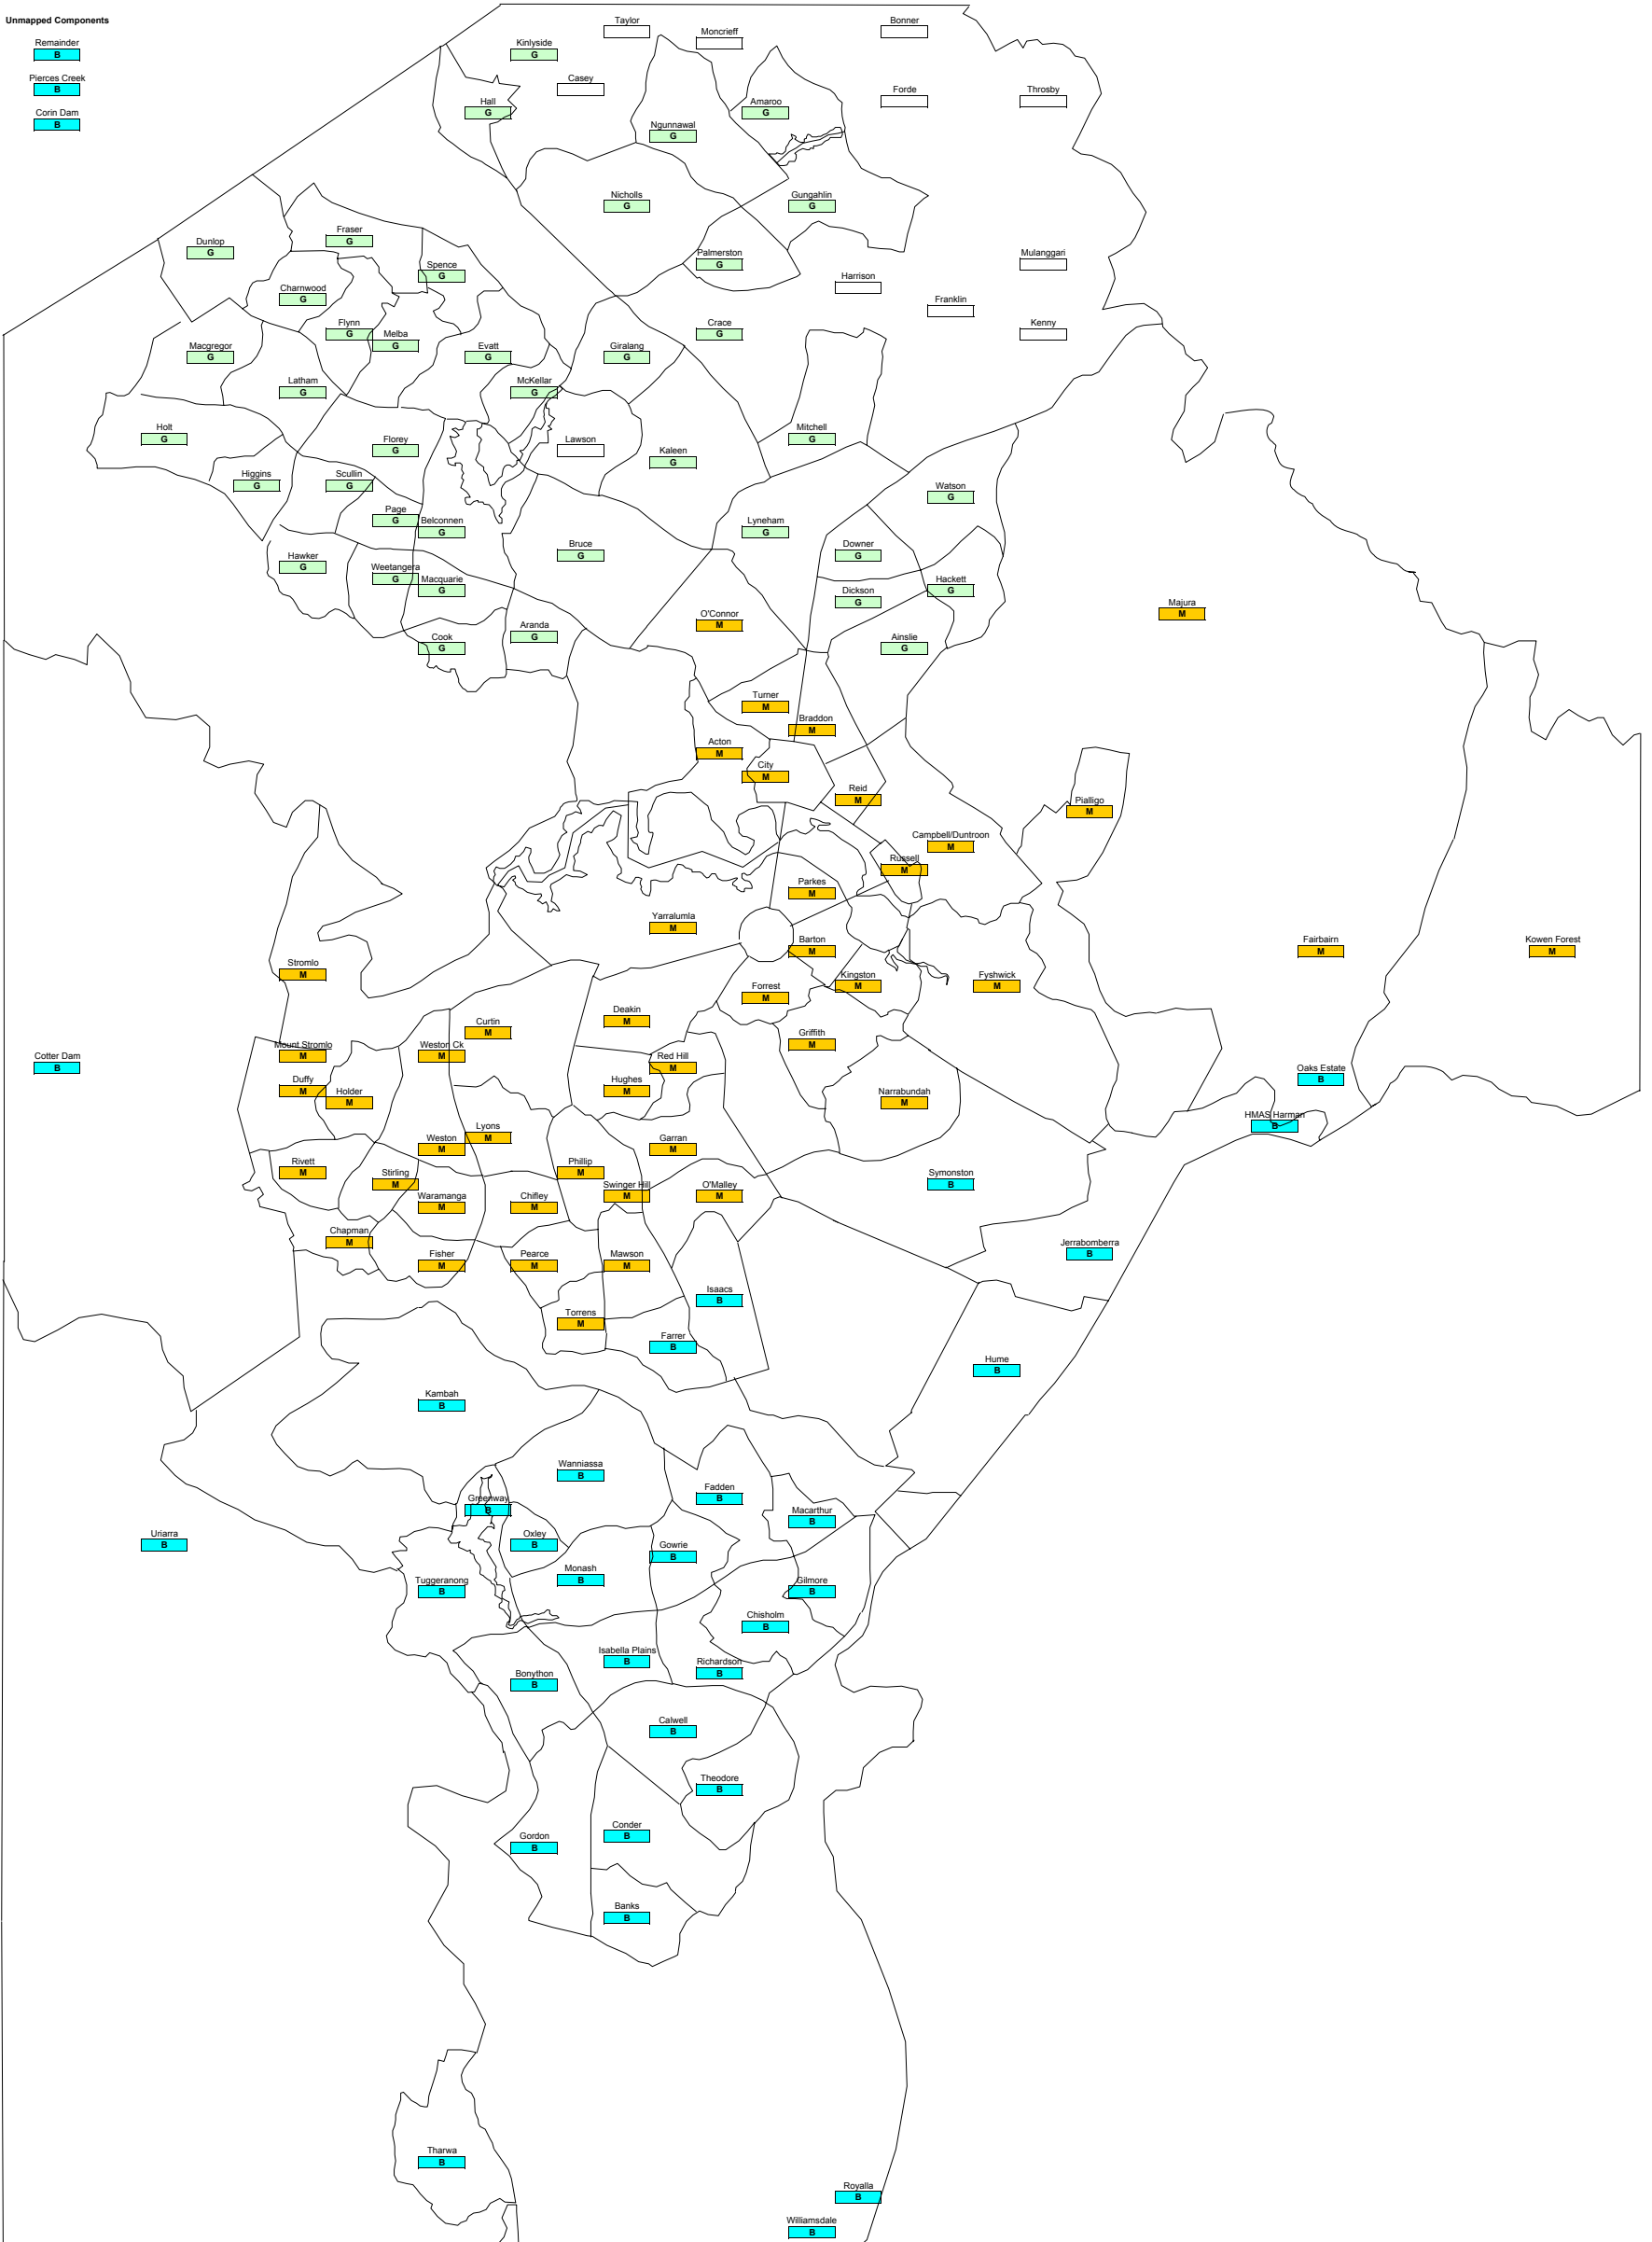 Unmapped Components
Remainder
B
Pierces Creek
B
Corin Dam
B
Taylor
Moncrieff
Bonner
Kinlyside
G
Casey
Hall
G
Amaroo
G
Forde
Throsby
Ngunnawal
G
Nicholls
G
Gungahlin
G
Dunlop
G
Fraser
G
Spence
G
Palmerston
G
Mulanggari
Harrison
Charnwood
G
Franklin
Flynn
G
Melba
G
Crace
G
Kenny
Macgregor
G
Evatt
G
Giralang
G
Latham
G
McKellar
G
Holt
G
Florey
G
Lawson
Mitchell
G
Kaleen
G
Higgins
G
Scullin
G
Watson
G
Page
G
Belconnen
G
Lyneham
G
Bruce
G
Downer
G
Hawker
G
Weetangera
G
Macquarie
G
Dickson
G
Hackett
G
Majura
M
O'Connor
M
Aranda
G
Cook
G
Ainslie
G
Turner
M
Braddon
M
Acton
M
City
M
Reid
M
Pialligo
M
Campbell/Duntroon
M
Russell
M
Parkes
M
Yarralumla
M
Barton
M
Fairbairn
M
Kowen Forest
M
Stromlo
M
Forrest
M
Kingston
M
Fyshwick
M
Deakin
M
Curtin
M
Griffith
M
Cotter Dam
B
Mount Stromlo
M
Weston Ck
M
Red Hill
M
Oaks Estate
B
Duffy
M
Holder
M
Hughes
M
Narrabundah
M
HMAS Harman
B
Lyons
M
Weston
M
Garran
M
Rivett
M
Stirling
M
Phillip
M
Symonston
B
Swinger Hill
M
O'Malley
M
Waramanga
M
Chifley
M
Chapman
M
Jerrabomberra
B
Fisher
M
Pearce
M
Mawson
M
Isaacs
B
Torrens
M
Farrer
B
Hume
B
Kambah
B
Wanniassa
B
Fadden
B
Greenway
B
Macarthur
B
Uriarra
B
Oxley
B
Gowrie
B
Monash
B
Tuggeranong
B
Gilmore
B
Chisholm
B
Isabella Plains
B
Richardson
B
Bonython
B
Calwell
B
Theodore
B
Gordon
B
Conder
B
Banks
B
Tharwa
B
Royalla
B
Williamsdale
B